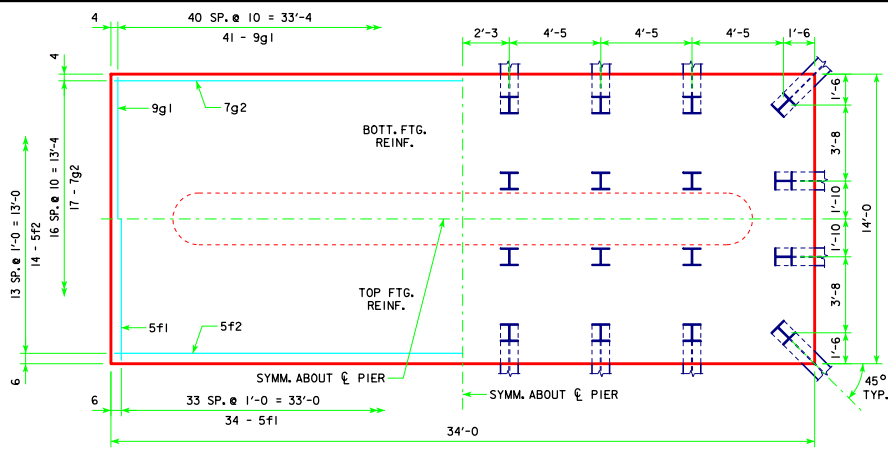 40 SP. @ 10 = 33'-4
41 - 9g1
4
2'-3
4'-5
4'-5
4'-5
1'-6
4
9g1
7g2
BOTT. FTG.
REINF.
1'-6
3'-8
1'-10
1'-10
3'-8
1'-6
14'-0
13 SP. @ 1'-0 = 13'-0
14 - 5f2
16 SP. @ 10 = 13'-4
17 - 7g2
TOP FTG.
REINF.
5f1
5f2
6
SYMM. ABOUT ℄ PIER
SYMM. ABOUT ℄ PIER
45°
TYP.
6
33 SP. @ 1'-0 = 33'-0
34 - 5f1
34'-0